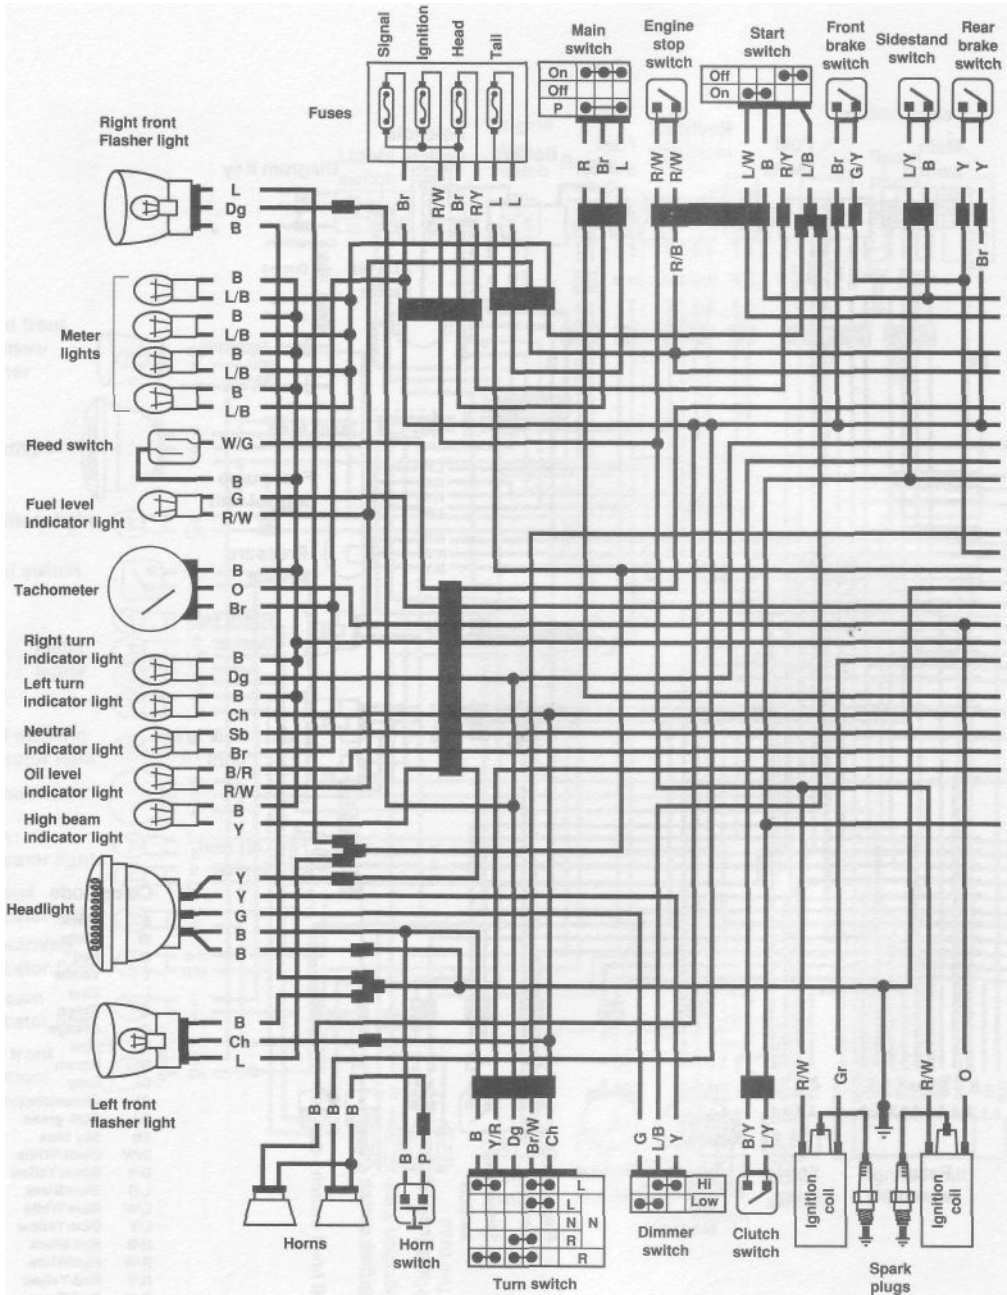 Signal
Ignition
Head
Tail
Main
switch
On
Off
P
Engine
stop
switch
Start
switch
Off
On
Front
brake
switch
Sidestand
switch
Rear
brake
switch
Fuses
Right front
Flasher light
L
Dg
B
Br
R/W
Br
R/Y
L
L
Br
Br
L
R/W
R/W
R/B
L/W
B
R/Y
L/B
Br
G/Y
L/Y
B
Y
Y
Br
Meter
lights
B
L/B
B
L/B
B
L/B
B
L/B
Reed switch
W/G
B
Fuel level
indicator light
G
R/W
Tachometer
B
O
Br
Right turn
indicator light
B
Dg
Left turn
indicator light
B
Ch
Neutral
indicator light
Sb
Br
Oil level
indicator light
B/R
R/W
High beam
indicator light
B
Y
Headlight
Y
Y
G
B
B
Left front
flasher light
B
Ch
L
B
B
B
Horns
B
P
Horn
switch
B
Y/R
Dg
Br/W
Ch
L
L
N
N
R
R
Turn switch
G
L/B
Y
Hi
Low
Dimmer
switch
B/Y
L/Y
Clutch
switch
R/W
Gr
R/W
O
Ignition
coil
Ignition
coil
Spark
plugs